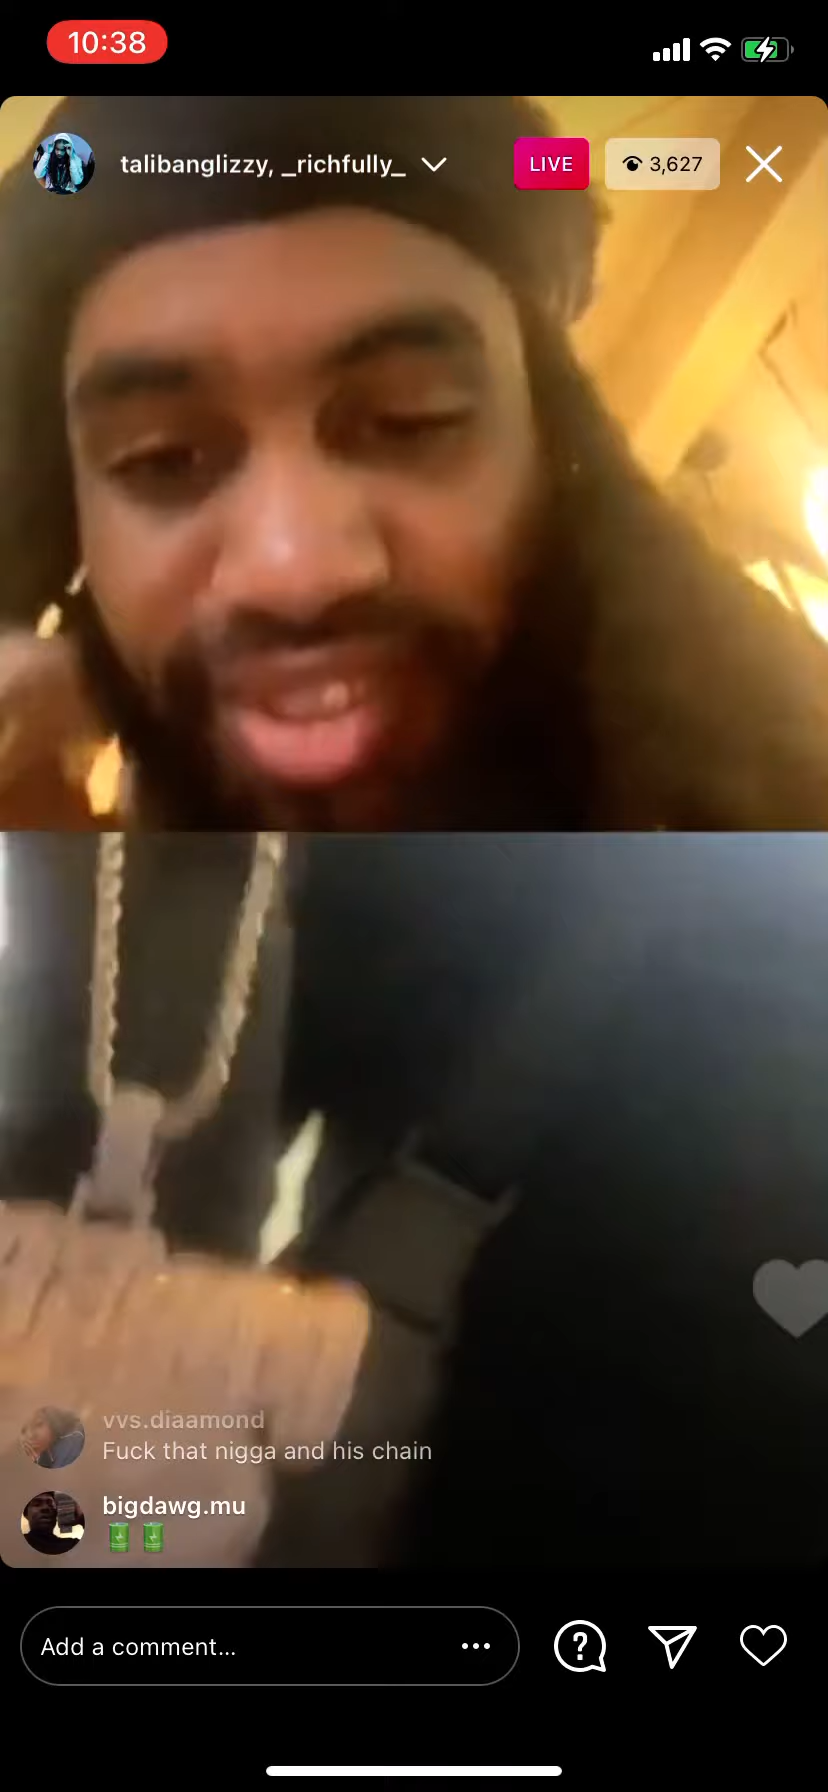 10:38
talibanglizzy, _richfully_
LIVE
3,627
vvs.diaamond
Fuck that nigga and his chain
bigdawg.mu
Add a comment...